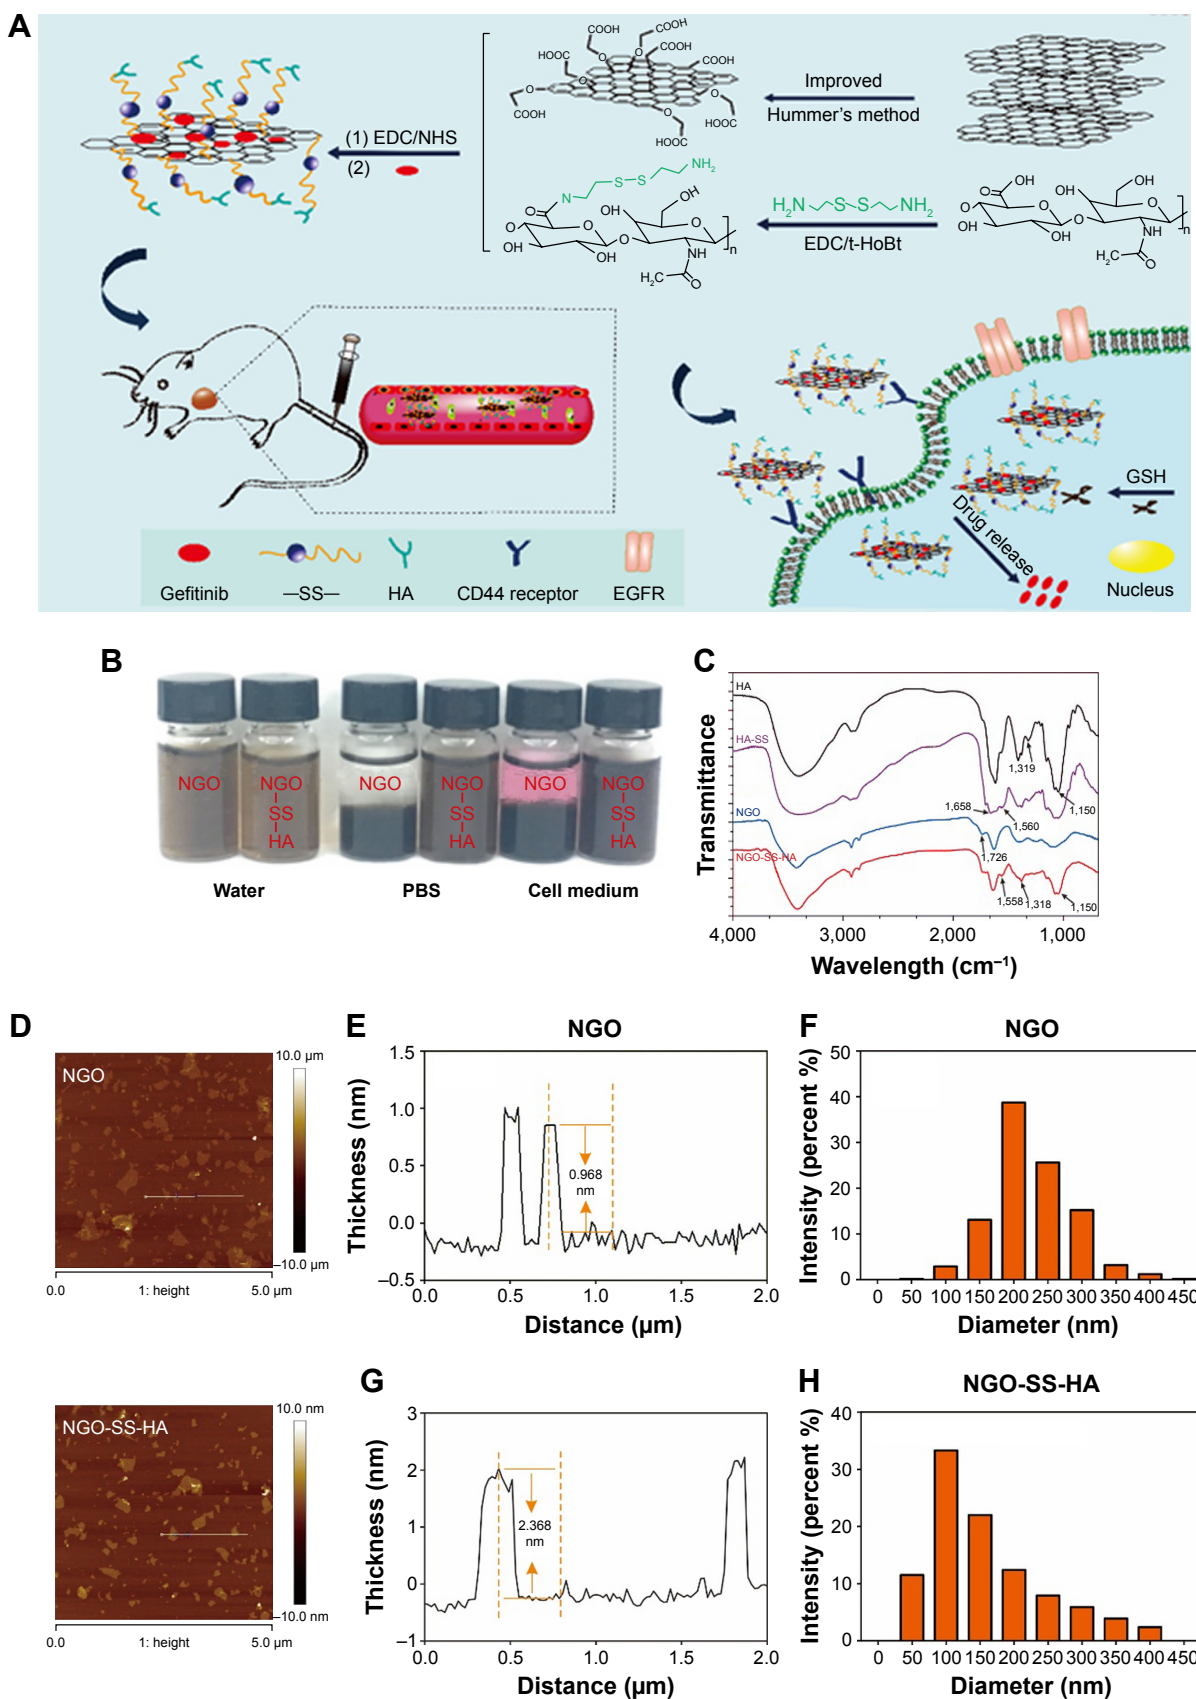 A
COOH
COOH
COOH
COOH
COOH
COOH
COOH
O
O
O
O
O
O
HOOC
HOOC
Improved
Hummer's method
(1) EDC/NHS
(2)
NH2
S
S
N
O
HO
O
O
HO
OH
O
HO
O
NH
H2C
O
n
H2N
S
S
NH2
EDC/t-HoBt
O
OH
O
O
HO
OH
O
HO
OH
O
NH
H2C
O
n
GSH
Drug release
Nucleus
Gefitinib
—SS—
HA
CD44 receptor
EGFR
B
NGO
NGO
SS
HA
NGO
NGO
SS
HA
NGO
NGO
SS
HA
Water
PBS
Cell medium
C
Transmittance
HA
HA-SS
NGO
NGO-SS-HA
1,319
1,150
1,658
1,560
1,726
1,558
1,318
1,150
4,000
3,000
2,000
1,000
Wavelength (cm–1)
D
NGO
10.0 µm
–10.0 µm
0.0
1: height
5.0 µm
NGO-SS-HA
10.0 nm
–10.0 nm
0.0
1: height
5.0 µm
E
NGO
Thickness (nm)
1.5
1.0
0.5
0.0
–0.5
0.968
nm
0.0
0.5
1.0
1.5
2.0
Distance (µm)
F
NGO
Intensity (percent %)
50
40
30
20
10
0
0
50
100
150
200
250
300
350
400
450
Diameter (nm)
G
Thickness (nm)
3
2
1
0
–1
2.368
nm
0.0
0.5
1.0
1.5
2.0
Distance (µm)
H
NGO-SS-HA
Intensity (percent %)
40
30
20
10
0
0
50
100
150
200
250
300
350
400
450
Diameter (nm)